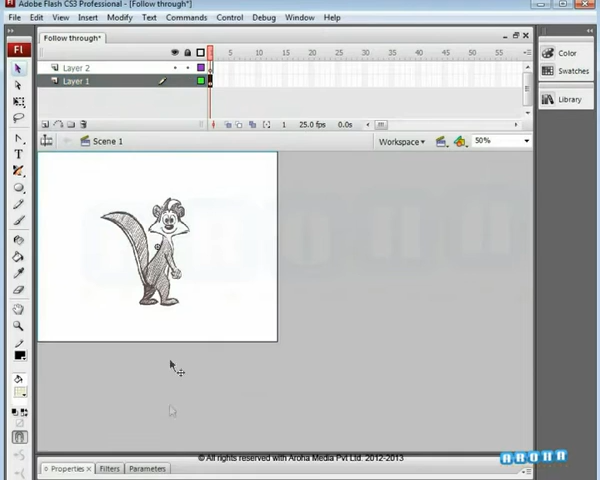 Adobe Flash CS3 Professional - [Follow through*]
File Edit View Insert Modify Text Commands Control Debug Window Help
Follow through*
5 10 15 20 25 30 35 40 45 50 55
Layer 2
Layer 1
1 25.0 fps 0.0s
Scene 1 Workspace 50%
Fl
Color
Swatches
Library
T
© All rights reserved with Aroha Media Pvt Ltd. 2012-2013
AROHA
Properties Filters Parameters